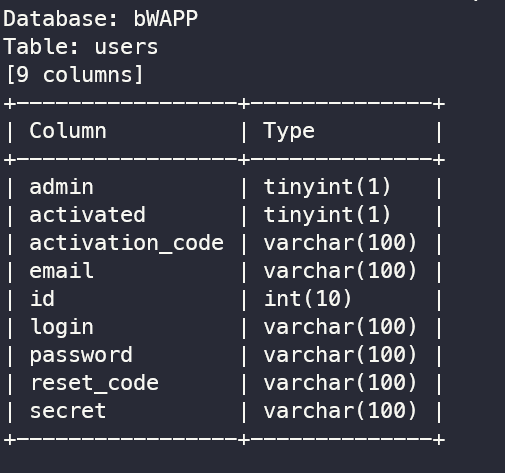 Database: bWAPP
Table: users
[9 columns]
+-----------------+--------------+
| Column          | Type         |
+-----------------+--------------+
| admin           | tinyint(1)   |
| activated       | tinyint(1)   |
| activation_code | varchar(100) |
| email           | varchar(100) |
| id              | int(10)      |
| login           | varchar(100) |
| password        | varchar(100) |
| reset_code      | varchar(100) |
| secret          | varchar(100) |
+-----------------+--------------+